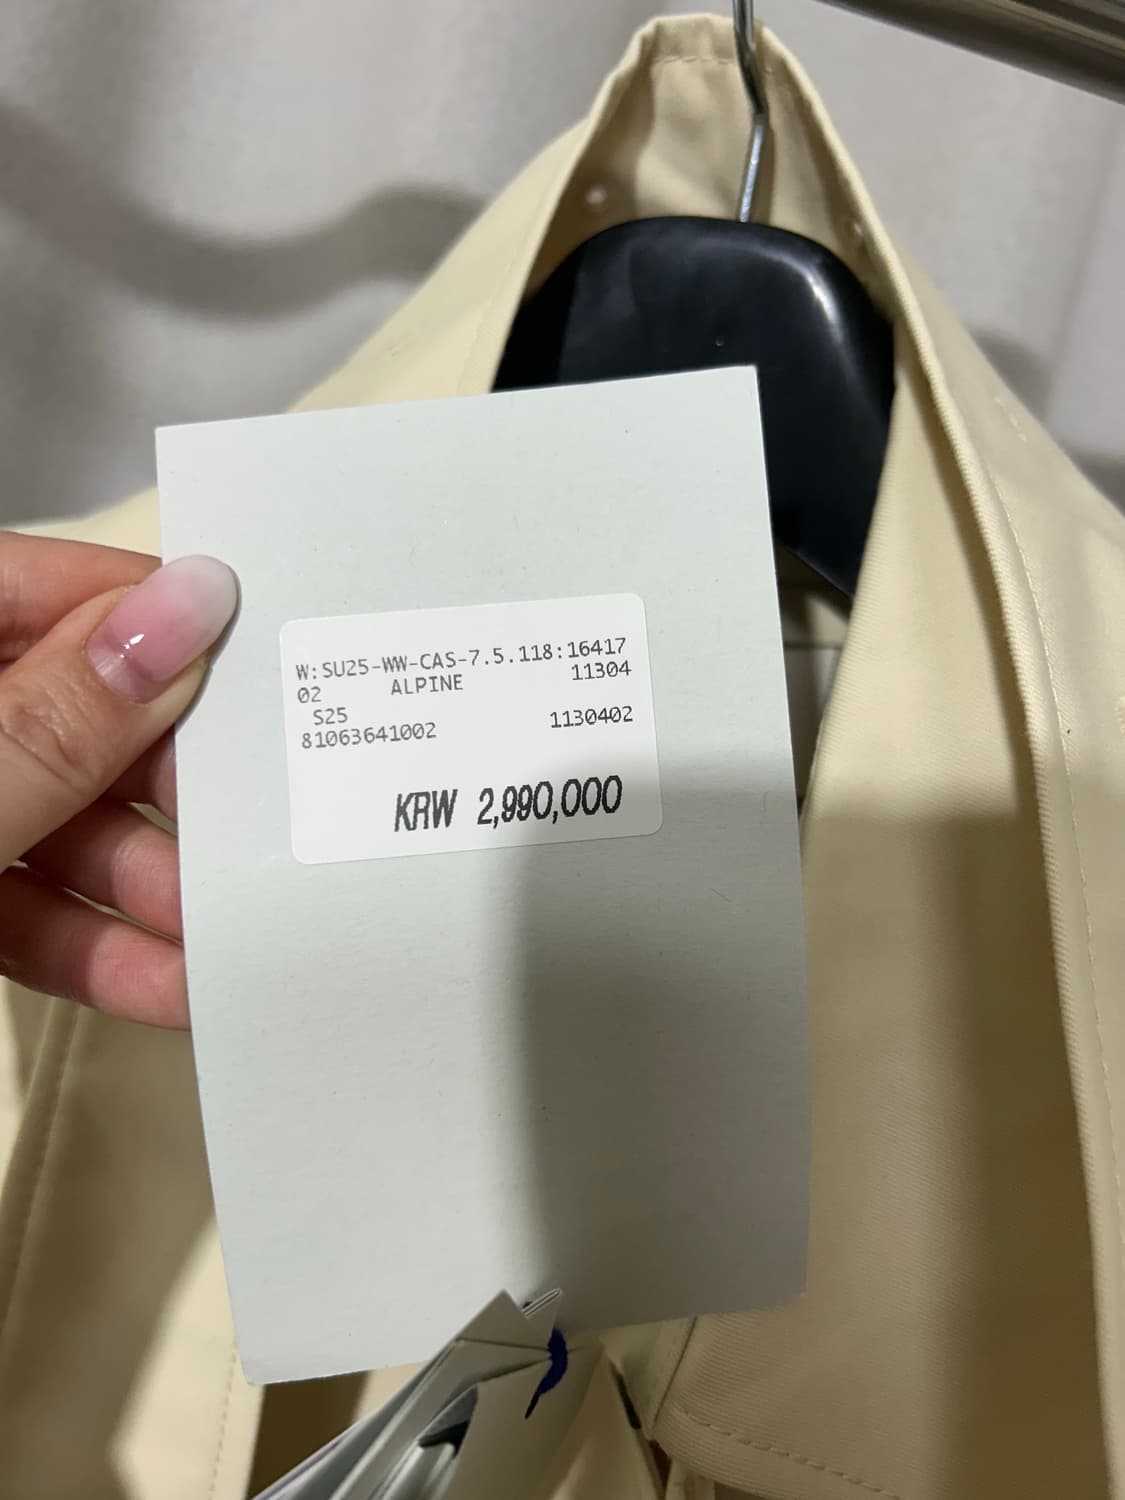 W:SU25-WW-CAS-7.5.118:16417
02 ALPINE 11304
S25
81063641002 1130402
KRW 2,990,000